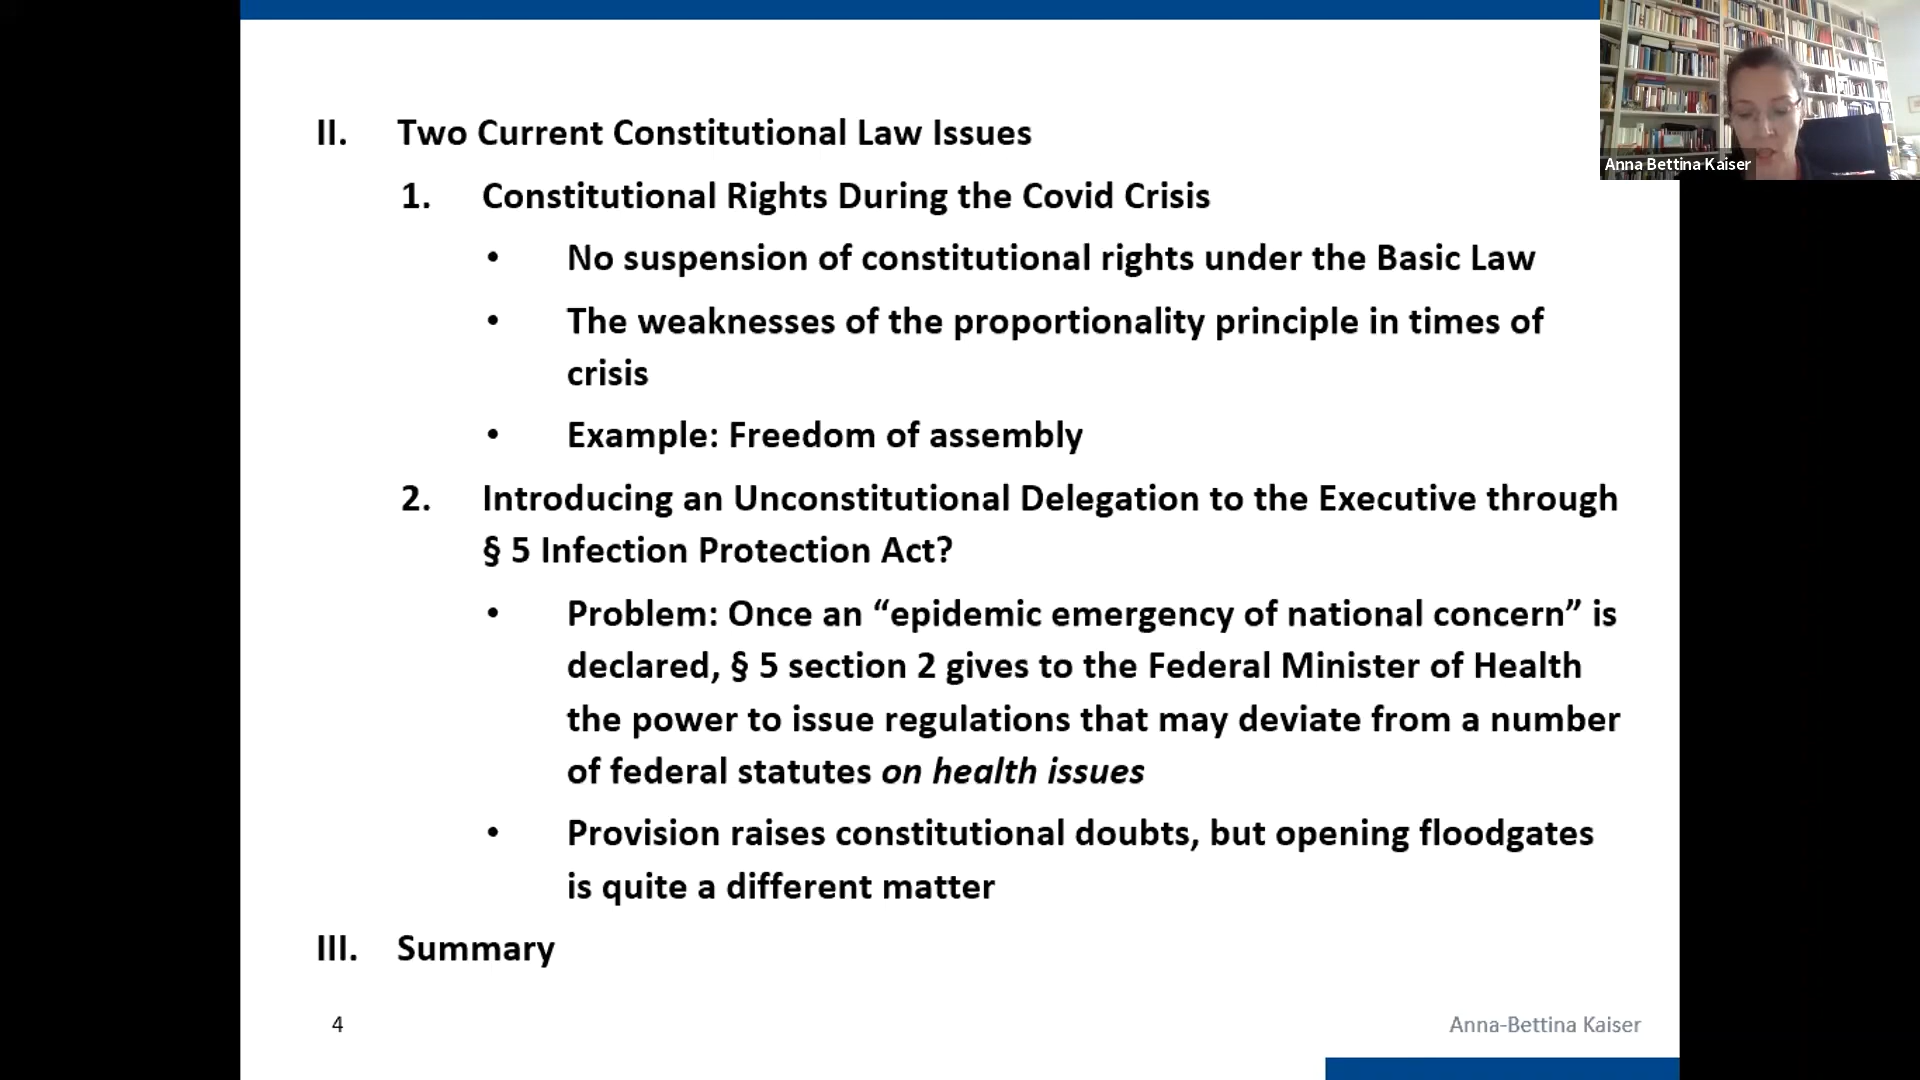 Anna Bettina Kaiser
II. Two Current Constitutional Law Issues
1. Constitutional Rights During the Covid Crisis
• No suspension of constitutional rights under the Basic Law
• The weaknesses of the proportionality principle in times of
crisis
• Example: Freedom of assembly
2. Introducing an Unconstitutional Delegation to the Executive through
§ 5 Infection Protection Act?
• Problem: Once an “epidemic emergency of national concern” is
declared, § 5 section 2 gives to the Federal Minister of Health
the power to issue regulations that may deviate from a number
of federal statutes on health issues
• Provision raises constitutional doubts, but opening floodgates
is quite a different matter
III. Summary
4
Anna-Bettina Kaiser